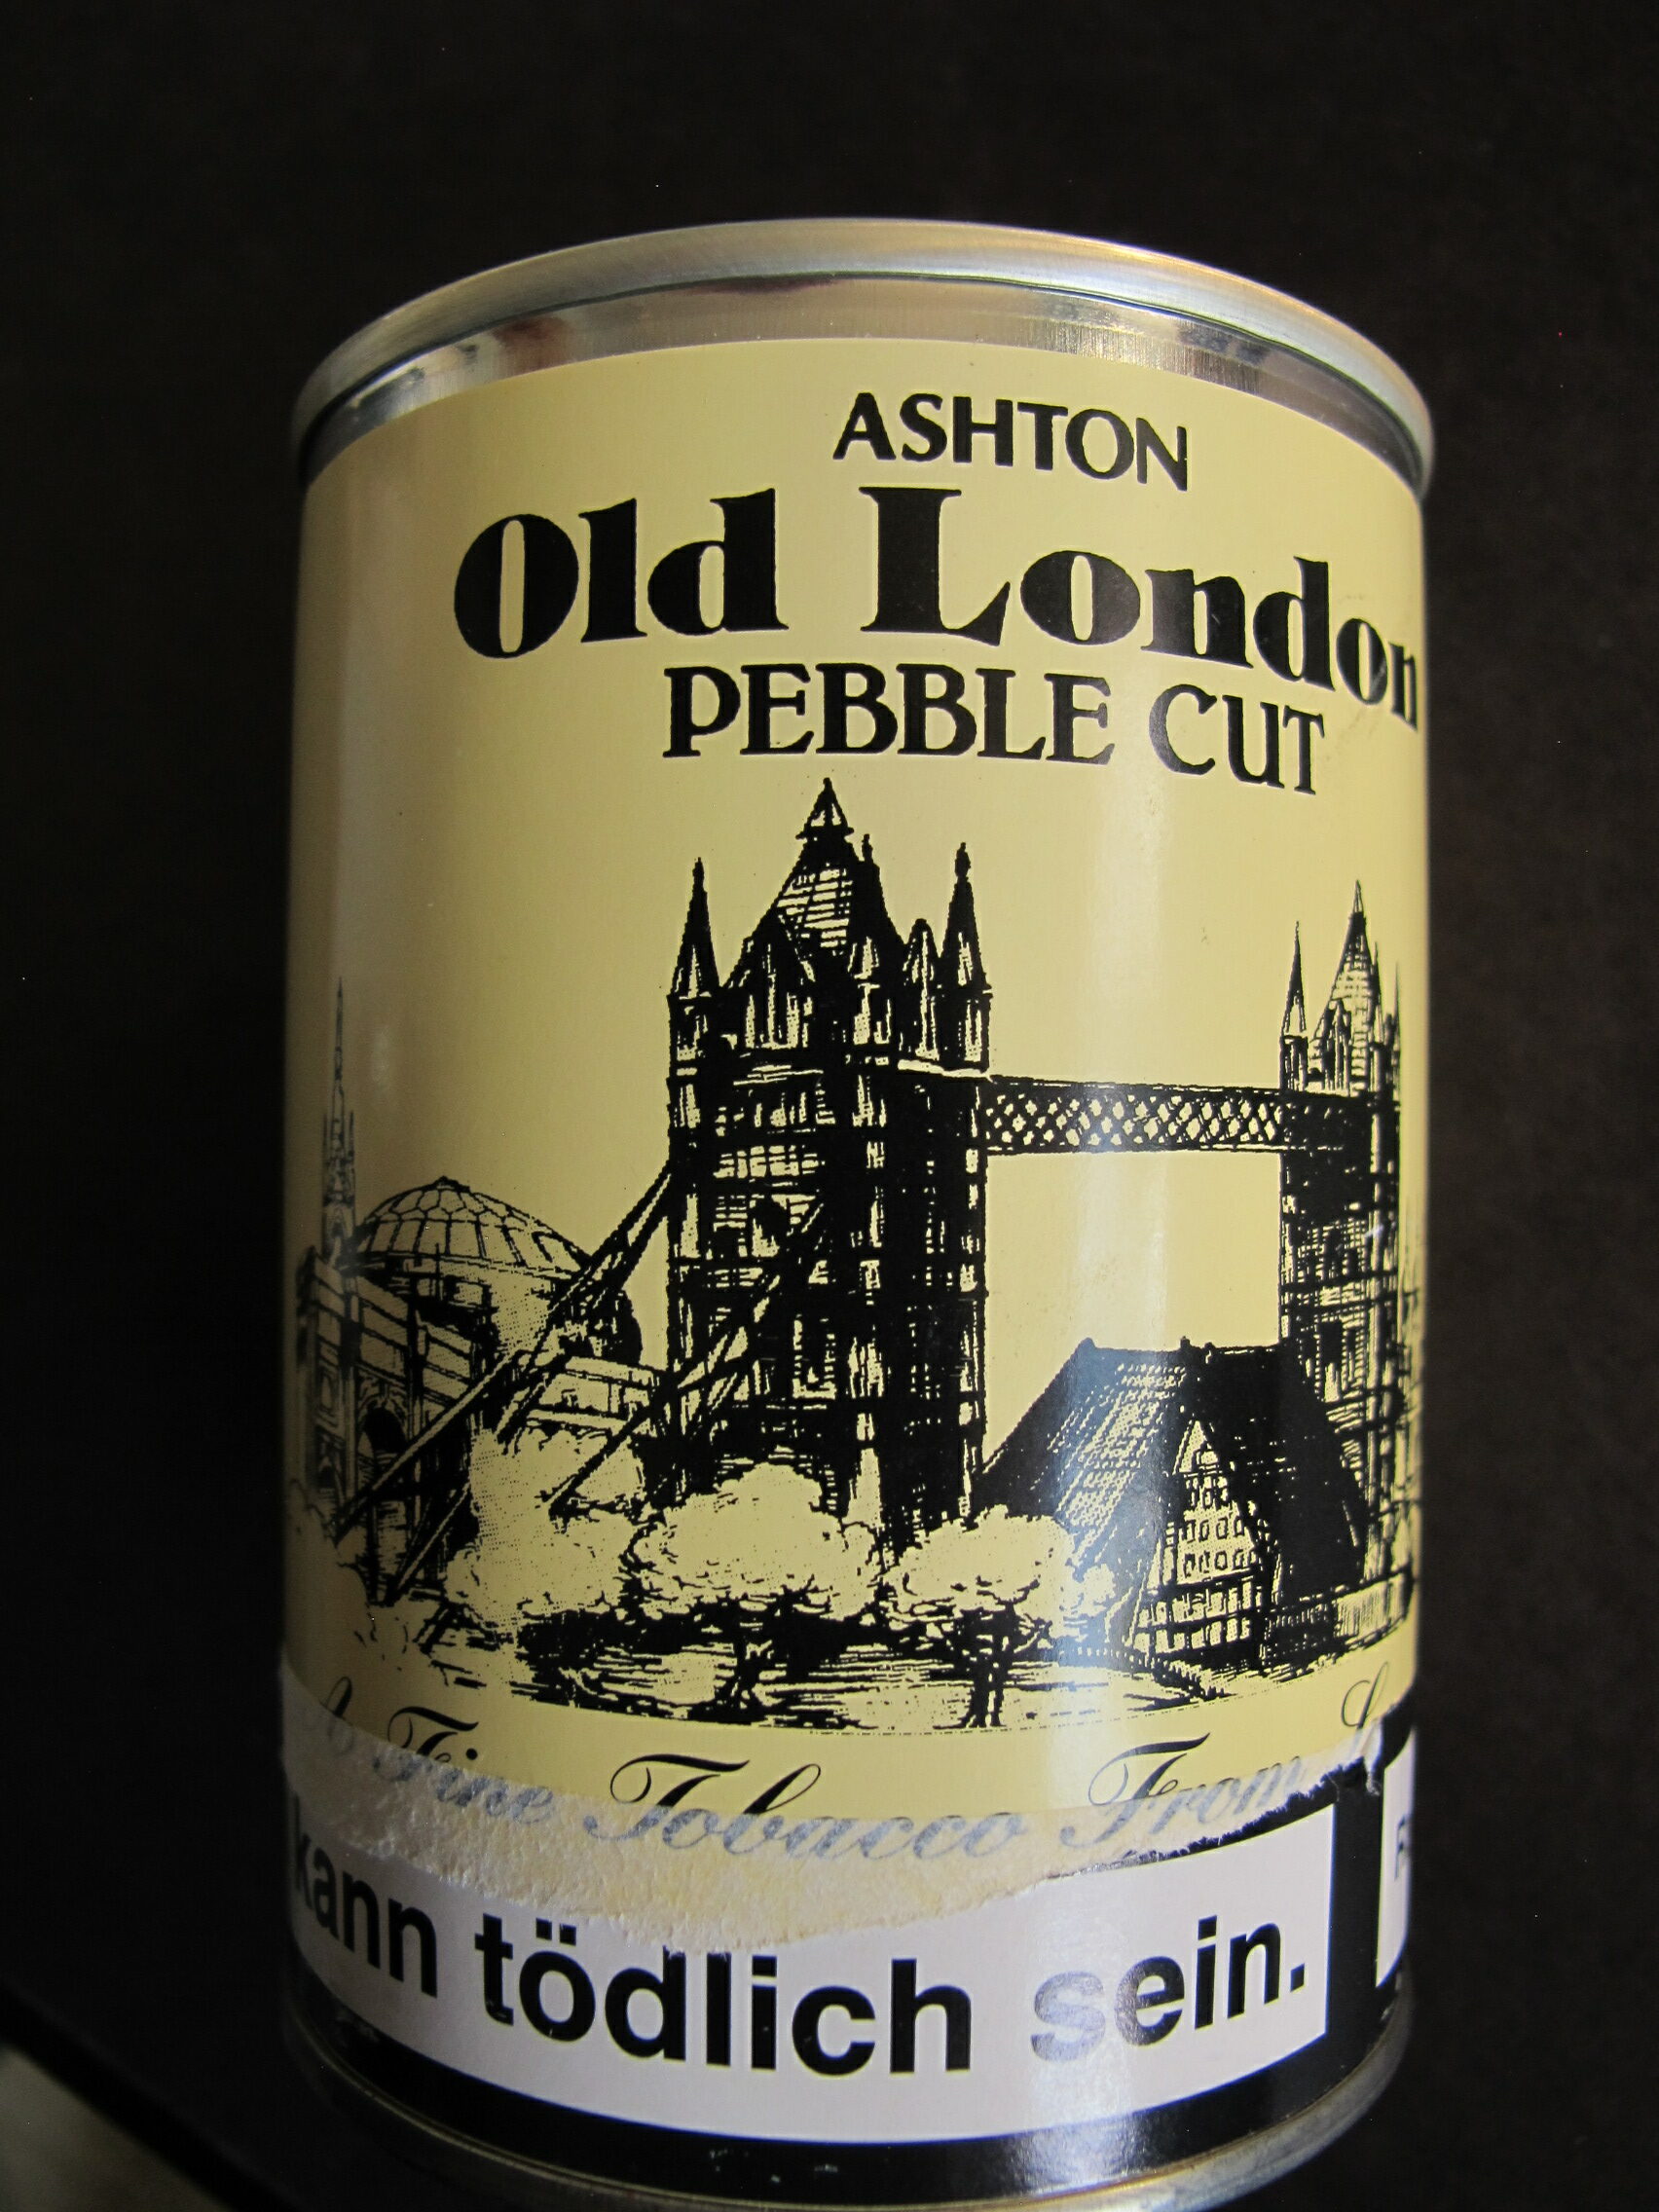 ASHTON
Old London
PEBBLE CUT
A Fine Tobacco From
kann tödlich sein.